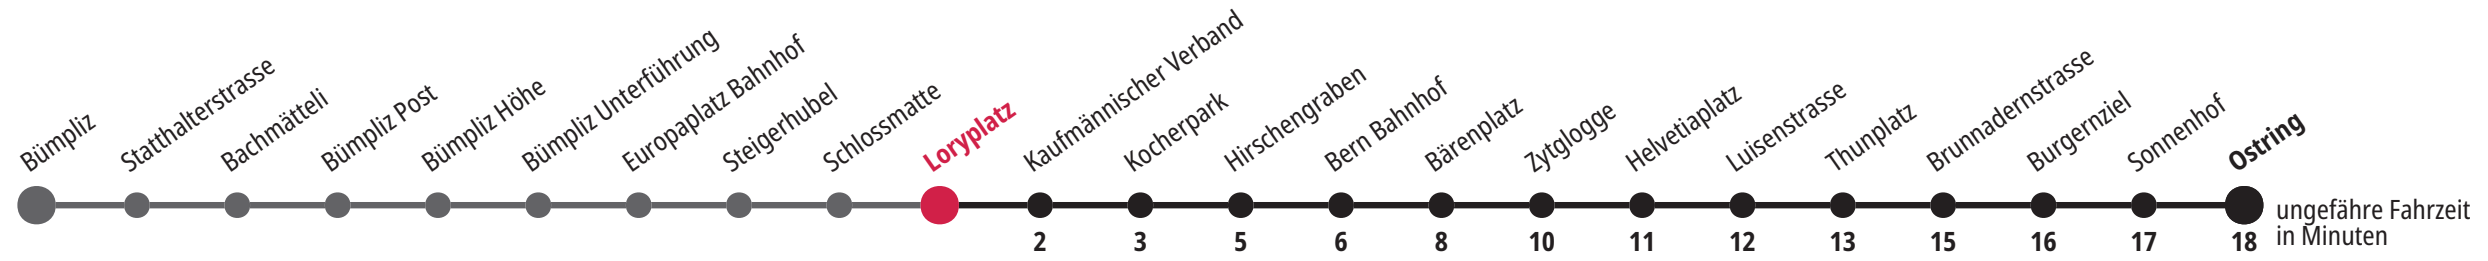 Bümpliz
Statthalterstrasse
Bachmätteli
Bümpliz Post
Bümpliz Höhe
Bümpliz Unterführung
Europaplatz Bahnhof
Steigerhubel
Schlossmatte
Loryplatz
Kaufmännischer Verband
Kocherpark
Hirschengraben
Bern Bahnhof
Bärenplatz
Zytglogge
Helvetiaplatz
Luisenstrasse
Thunplatz
Brunnadernstrasse
Burgernziel
Sonnenhof
Ostring
2 3 5 6 8 10 11 12 13 15 16 17 18
ungefähre Fahrzeit
in Minuten